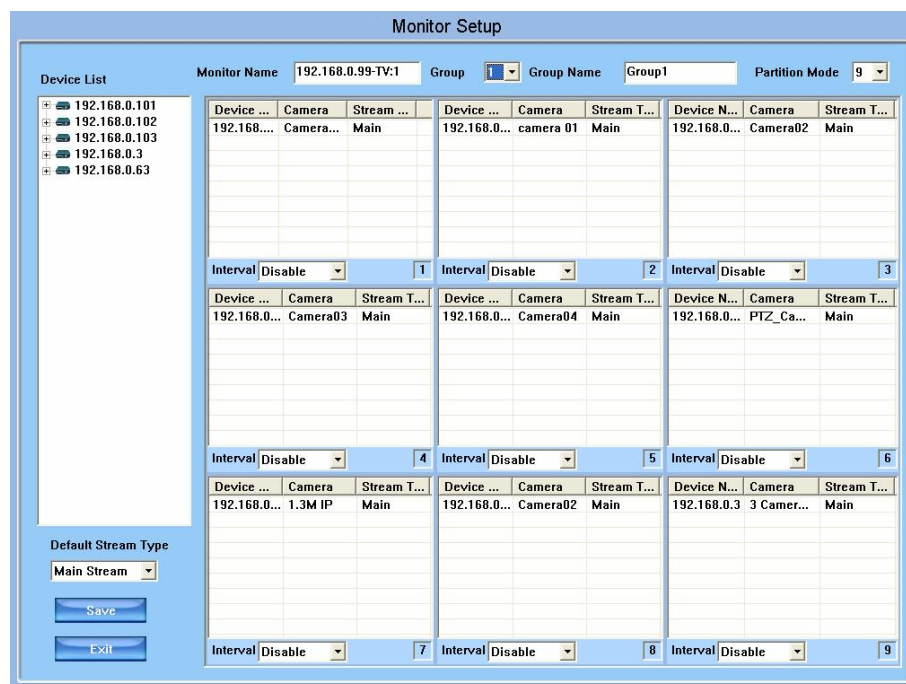 Monitor Setup
Monitor Name 192.168.0.99-TV:1 Group 1 Group Name Group1 Partition Mode 9
Device List
192.168.0.101
192.168.0.102
192.168.0.103
192.168.0.3
192.168.0.63
Device ... Camera Stream ...
192.168.... Camera... Main
Interval Disable 1
Device ... Camera Stream T...
192.168.0... camera 01 Main
Interval Disable 2
Device N... Camera Stream T...
192.168.0... Camera02 Main
Interval Disable 3
Device ... Camera Stream T...
192.168.0... Camera03 Main
Interval Disable 4
Device ... Camera Stream T...
192.168.0... Camera04 Main
Interval Disable 5
Device N... Camera Stream T...
192.168.0... PTZ_Ca... Main
Interval Disable 6
Device ... Camera Stream T...
192.168.0... 1.3M IP Main
Interval Disable 7
Device ... Camera Stream T...
192.168.0... Camera02 Main
Interval Disable 8
Device N... Camera Stream T...
192.168.0.3 3 Camer... Main
Interval Disable 9
Default Stream Type
Main Stream
Save
Exit